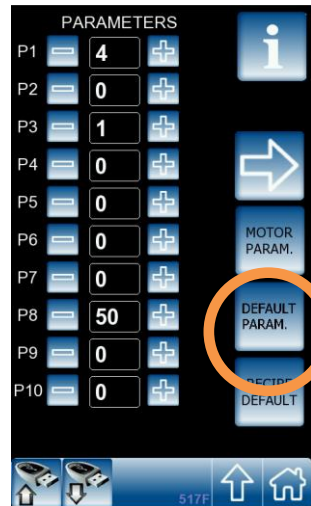 PARAMETERS
P1 4
P2 0
P3 1
P4 0
P5 0
P6 0
P7 0
P8 50
P9 0
P10 0
i
MOTOR
PARAM.
DEFAULT
PARAM.
RECIPE
DEFAULT
517F